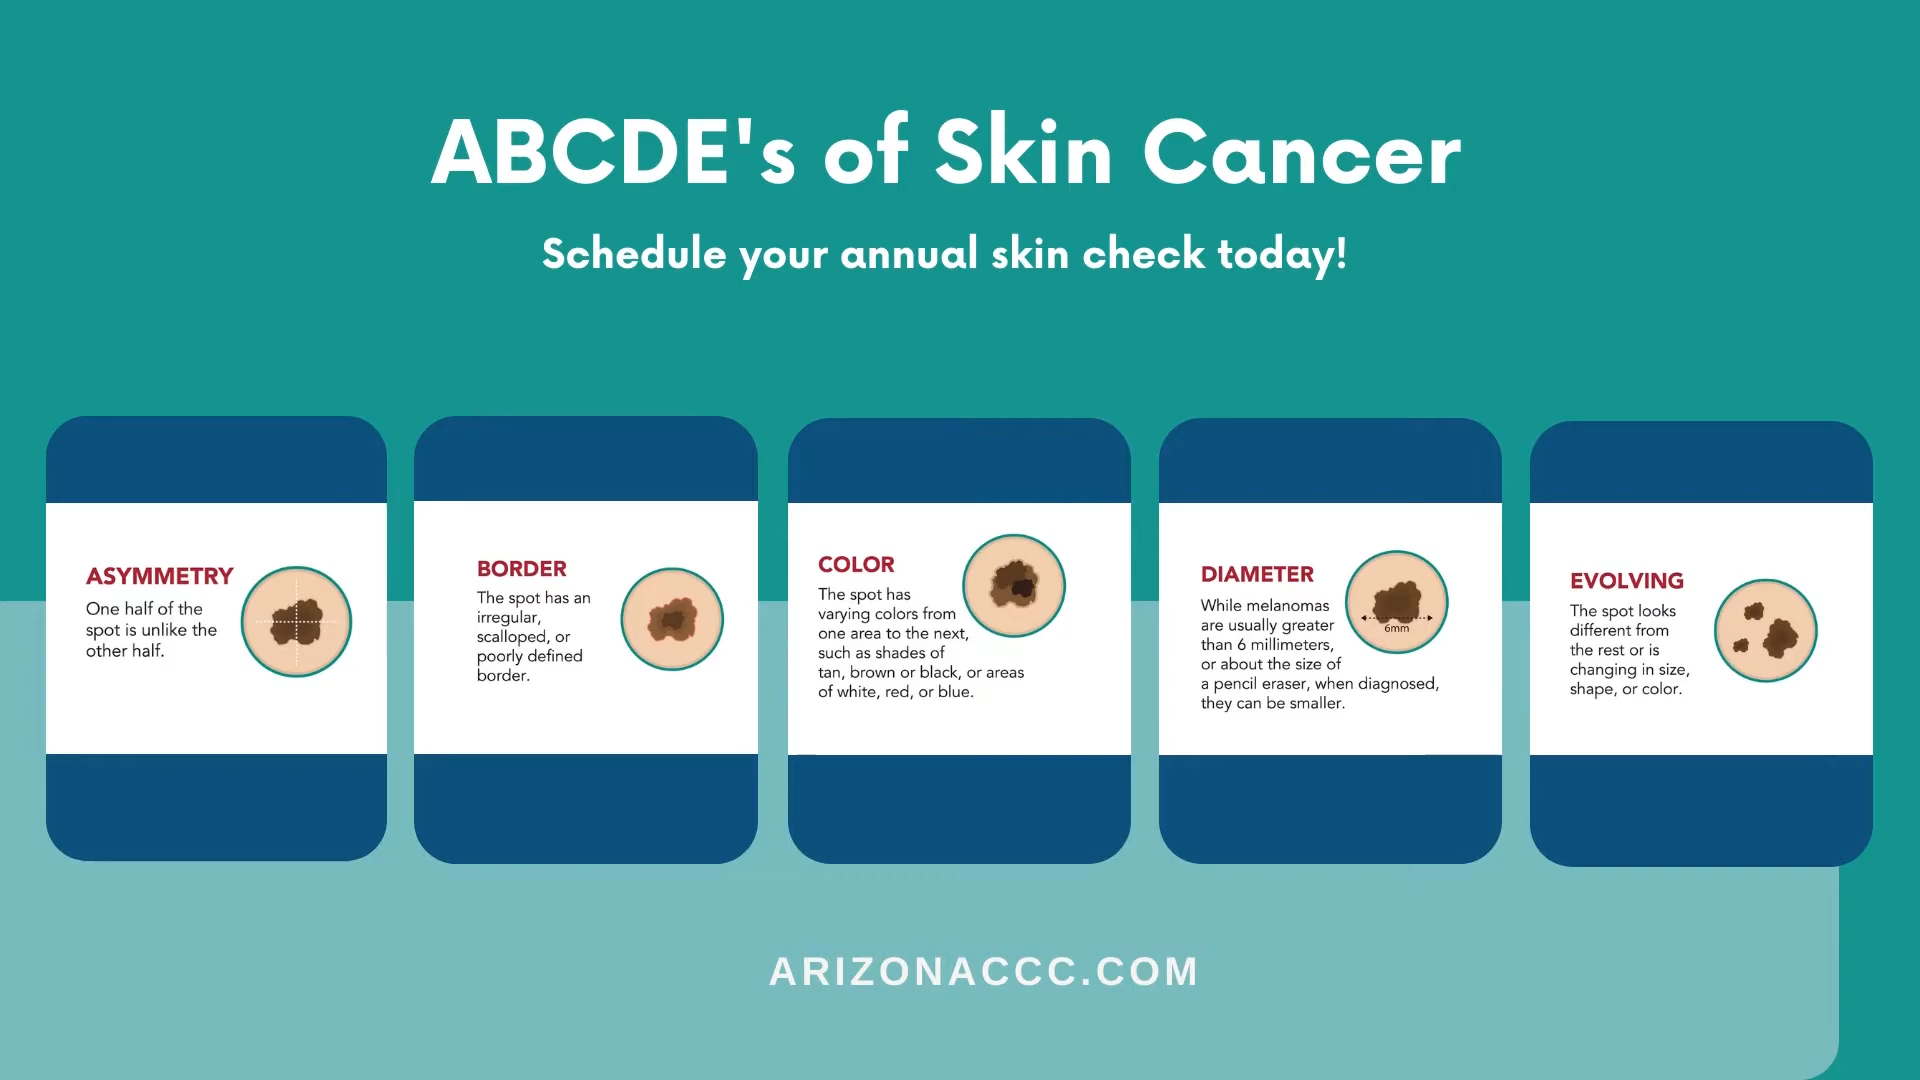 ABCDE's of Skin Cancer
Schedule your annual skin check today!
ASYMMETRY
One half of the
spot is unlike the
other half.
BORDER
The spot has an
irregular,
scalloped, or
poorly defined
border.
COLOR
The spot has
varying colors from
one area to the next,
such as shades of
tan, brown or black, or areas
of white, red, or blue.
DIAMETER
While melanomas
are usually greater
than 6 millimeters,
or about the size of
a pencil eraser, when diagnosed,
they can be smaller.
6mm
EVOLVING
The spot looks
different from
the rest or is
changing in size,
shape, or color.
ARIZONACCC.COM